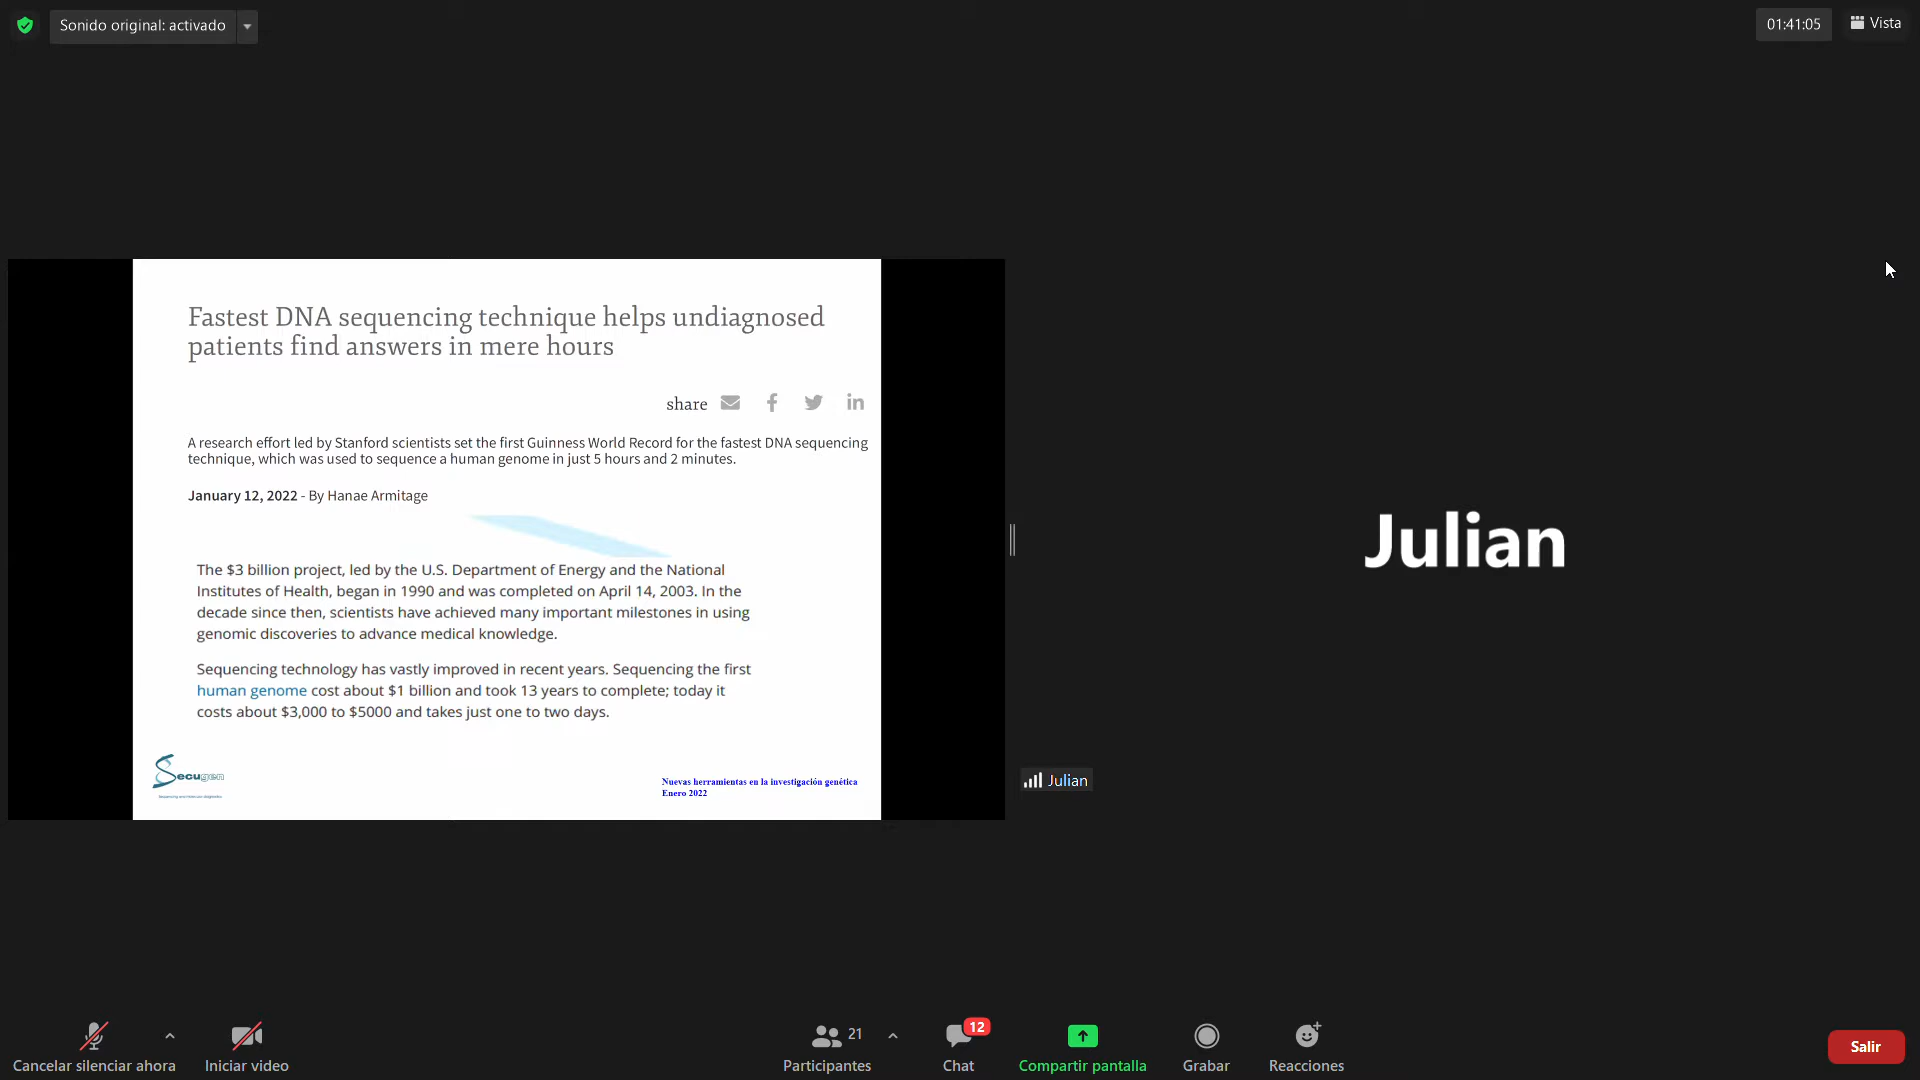 Sonido original: activado
01:41:05
Vista
Fastest DNA sequencing technique helps undiagnosed
patients find answers in mere hours
share
A research effort led by Stanford scientists set the first Guinness World Record for the fastest DNA sequencing
technique, which was used to sequence a human genome in just 5 hours and 2 minutes.
January 12, 2022 - By Hanae Armitage
The $3 billion project, led by the U.S. Department of Energy and the National
Institutes of Health, began in 1990 and was completed on April 14, 2003. In the
decade since then, scientists have achieved many important milestones in using
genomic discoveries to advance medical knowledge.
Sequencing technology has vastly improved in recent years. Sequencing the first
human genome cost about $1 billion and took 13 years to complete; today it
costs about $3,000 to $5000 and takes just one to two days.
Secugen
Nuevas herramientas en la investigación genética
Enero 2022
Julian
Julian
Cancelar silenciar ahora
Iniciar video
21
Participantes
12
Chat
Compartir pantalla
Grabar
Reacciones
Salir